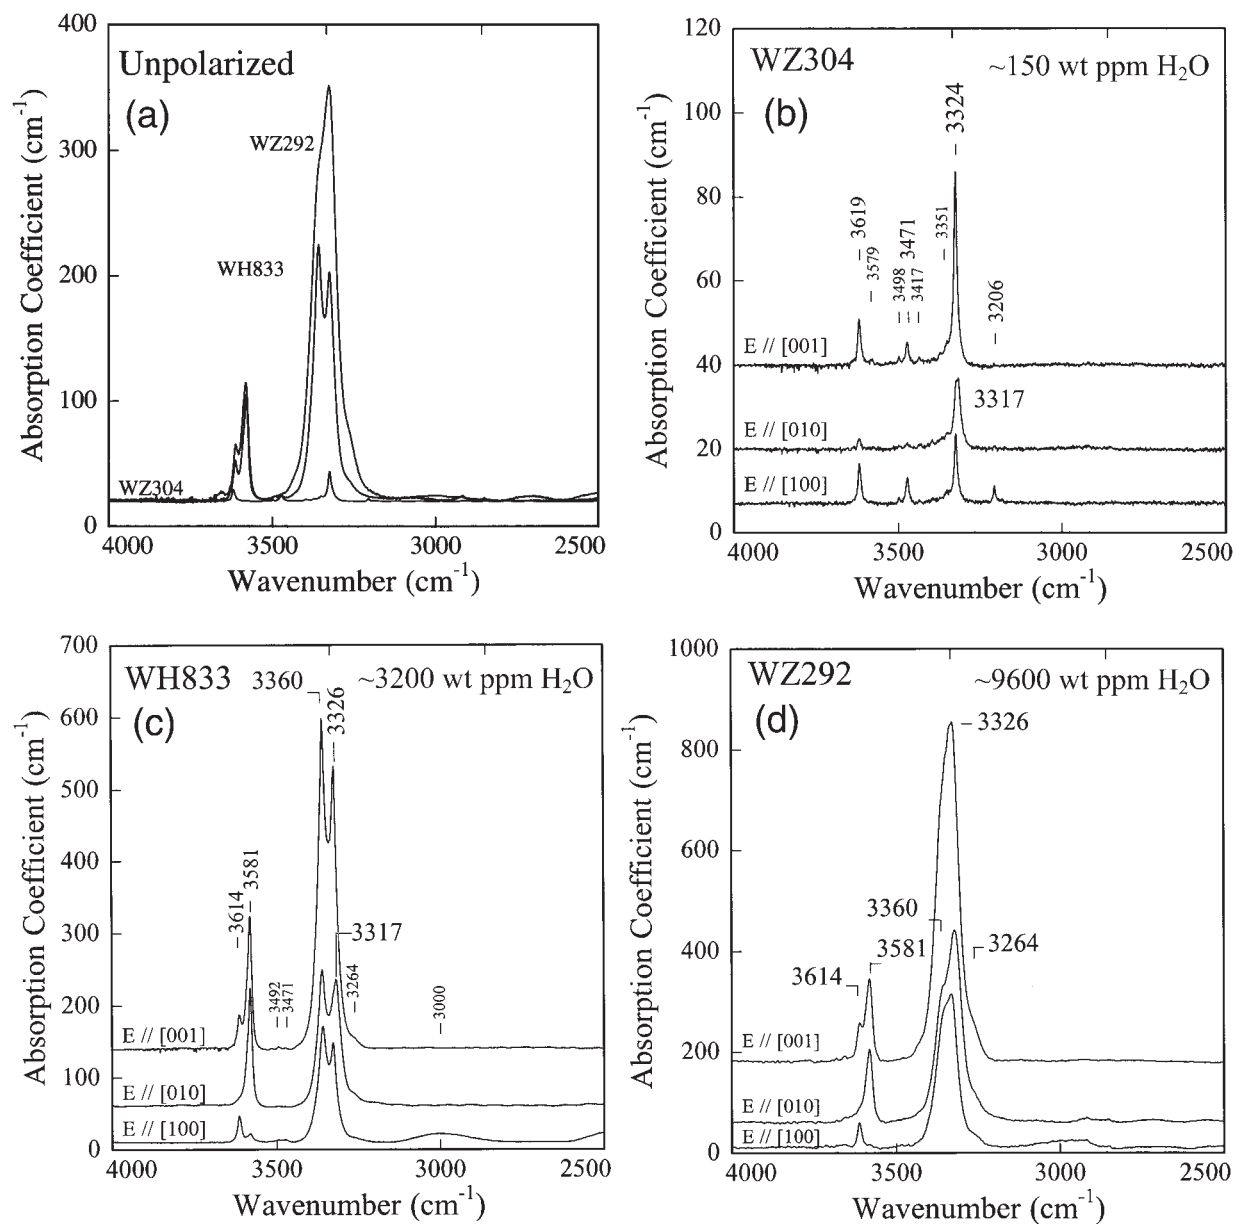 Unpolarized
(a)
400
300
200
100
0
WZ292
WH833
WZ304
4000 3500 3000 2500
Wavenumber (cm-1)
Absorption Coefficient (cm-1)
WZ304
~150 wt ppm H2O
(b)
120
100
80
60
40
20
0
3324
3619
3579
3498
3471
3417
3351
3206
E // [001]
3317
E // [010]
E // [100]
4000 3500 3000 2500
Wavenumber (cm-1)
Absorption Coefficient (cm-1)
WH833
~3200 wt ppm H2O
(c)
700
600
500
400
300
200
100
0
3360
3326
3614
3581
3492
3471
3317
3264
3000
E // [001]
E // [010]
E // [100]
4000 3500 3000 2500
Wavenumber (cm-1)
Absorption Coefficient (cm-1)
WZ292
~9600 wt ppm H2O
(d)
1000
800
600
400
200
0
3326
3360
3581
3264
3614
E // [001]
E // [010]
E // [100]
4000 3500 3000 2500
Wavenumber (cm-1)
Absorption Coefficient (cm-1)